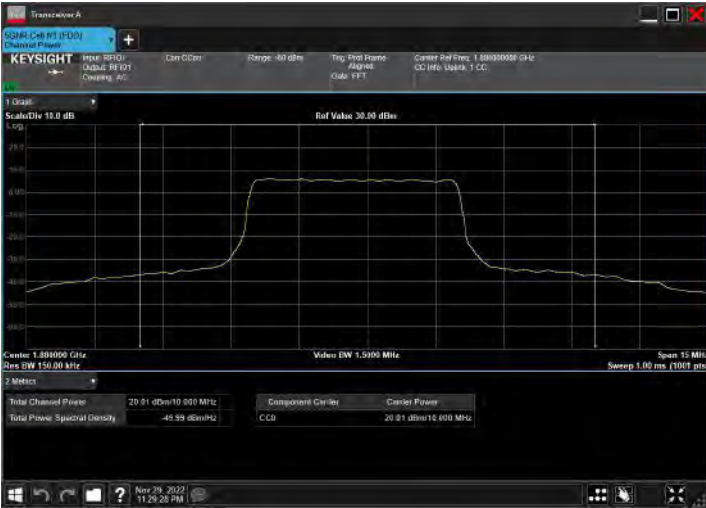 Transceiver A
5GNR Cell N1 (FDD)
Channel Power
+
KEYSIGHT
Input: RFIO1
Output: RFIO1
Coupling: AC
Corr CCorr
Range: -60 dBm
Align
Gate: FFT
Carrier Ref Freq: 1.880000000 GHz
CC Info: Uplink, 1 CC
1 Graph
Scale/Div 10.0 dB
Ref Value 30.00 dBm
Log
Center 1.880000 GHz
Video BW 1.5000 MHz
Span 15 MHz
Res BW 150.00 kHz
Sweep 1.00 ms (1001 pts
2 Metrics
Total Channel Power
20.01 dBm/10.000 MHz
Total Power Spectral Density
-49.99 dBm/Hz
Component Carrier
Carrier Power
CC0
20.01 dBm/10.000 MHz
?
Nov 29, 2022
11:29:28 PM